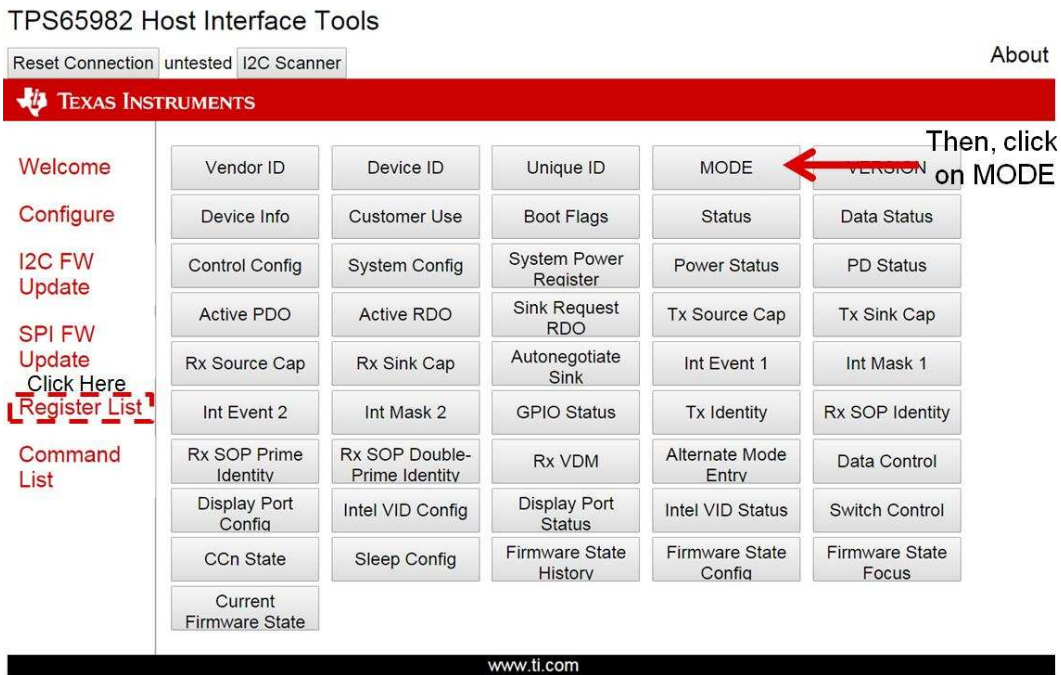 TPS65982 Host Interface Tools
Reset Connection untested I2C Scanner
About
TEXAS INSTRUMENTS
Welcome
Configure
I2C FW
Update
SPI FW
Update
Click Here
Register List
Command
List
Then, click
on MODE
Vendor ID
Device ID
Unique ID
MODE
VERSION
Device Info
Customer Use
Boot Flags
Status
Data Status
Control Config
System Config
System Power
Register
Power Status
PD Status
Active PDO
Active RDO
Sink Request
RDO
Tx Source Cap
Tx Sink Cap
Rx Source Cap
Rx Sink Cap
Autonegotiate
Sink
Int Event 1
Int Mask 1
Int Event 2
Int Mask 2
GPIO Status
Tx Identity
Rx SOP Identity
Rx SOP Prime
Identity
Rx SOP Double-
Prime Identity
Rx VDM
Alternate Mode
Entry
Data Control
Display Port
Config
Intel VID Config
Display Port
Status
Intel VID Status
Switch Control
CCn State
Sleep Config
Firmware State
History
Firmware State
Config
Firmware State
Focus
Current
Firmware State
www.ti.com